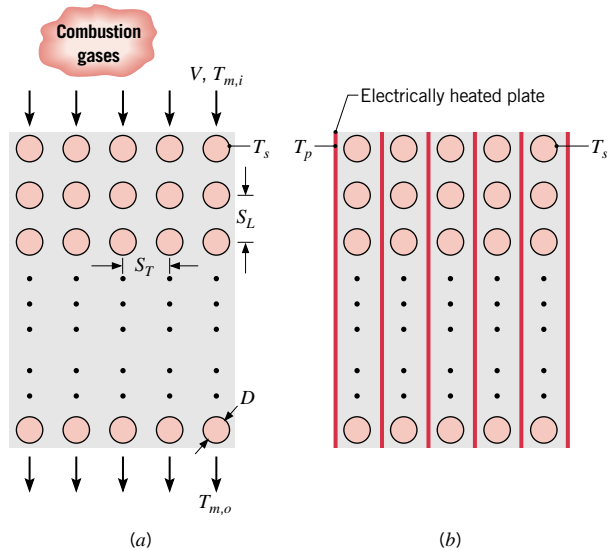 Combustion
gases
V, T_{m,i}
T_s
S_L
S_T
D
T_{m,o}
(a)
Electrically heated plate
T_p
T_s
(b)